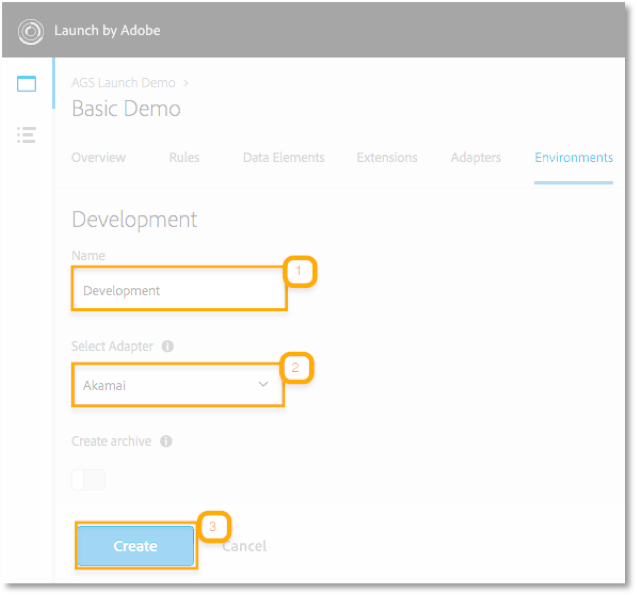 Launch by Adobe
AGS Launch Demo >
Basic Demo
Overview Rules Data Elements Extensions Adapters Environments
Development
Name
1
Development
Select Adapter
2
Akamai
Create archive
3
Create Cancel